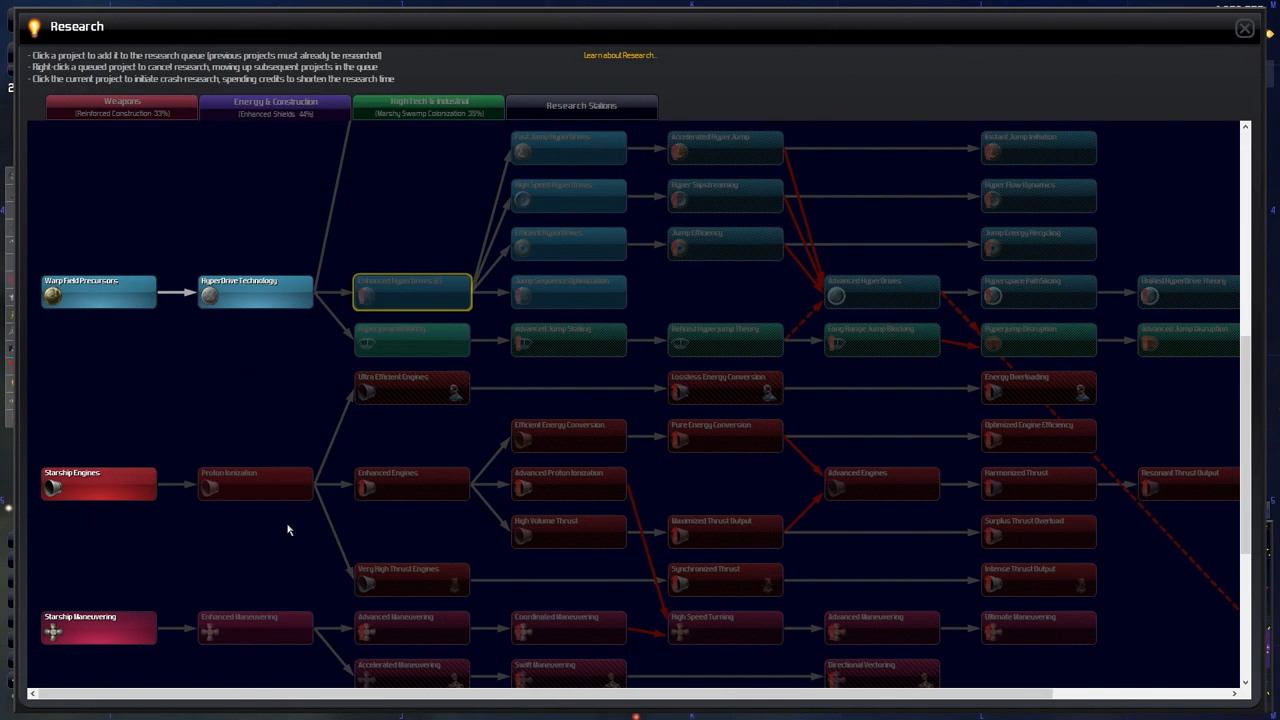 Research
- Click a project to add it to the research queue (previous projects must already be researched)
- Right-click a queued project to cancel research, moving up subsequent projects in the queue
- Click the current project to initiate crash-research, spending credits to shorten the research time
Learn about Research...
Weapons
(Reinforced Construction 33%)
Energy & Construction
(Enhanced Shields 44%)
HighTech & Industrial
(Marshy Swamp Colonization 35%)
Research Stations
Fast Jump HyperDrives
Accelerated Hyper Jump
Instant Jump Initiation
High Speed HyperDrives
Hyper Slipstreaming
Hyper Flow Dynamics
Efficient HyperDrives
Jump Efficiency
Jump Energy Recycling
Warp Field Precursors
HyperDrive Technology
Enhanced HyperDrives
Jump Sequence Optimization
Advanced HyperDrives
Hyperspace Path Slicing
Unified HyperDrive Theory
Advanced Jump Stalling
Refined Hyperjump Theory
Long Range Jump Blocking
Hyperjump Disruption
Advanced Jump Disruption
Ultra Efficient Engines
Lossless Energy Conversion
Energy Overloading
Efficient Energy Conversion
Pure Energy Conversion
Optimized Engine Efficiency
Starship Engines
Proton Ionization
Enhanced Engines
Advanced Proton Ionization
Advanced Engines
Harmonized Thrust
Resonant Thrust Output
High Volume Thrust
Maximized Thrust Output
Surplus Thrust Overload
Very High Thrust Engines
Synchronized Thrust
Intense Thrust Output
Starship Maneuvering
Enhanced Maneuvering
Advanced Maneuvering
Coordinated Maneuvering
High Speed Turning
Advanced Maneuvering
Ultimate Maneuvering
Accelerated Maneuvering
Swift Maneuvering
Directional Vectoring